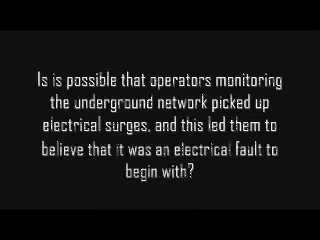 Is is possible that operators monitoring
the underground network picked up
electrical surges, and this led them to
believe that it was an electrical fault to
begin with?